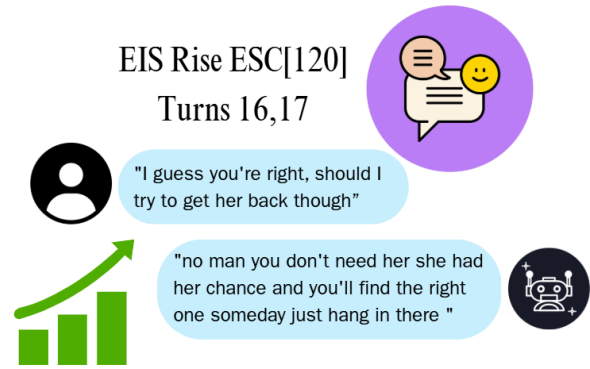 EIS Rise ESC[120]
Turns 16,17
"I guess you're right, should I
try to get her back though”
"no man you don't need her she had
her chance and you'll find the right
one someday just hang in there "